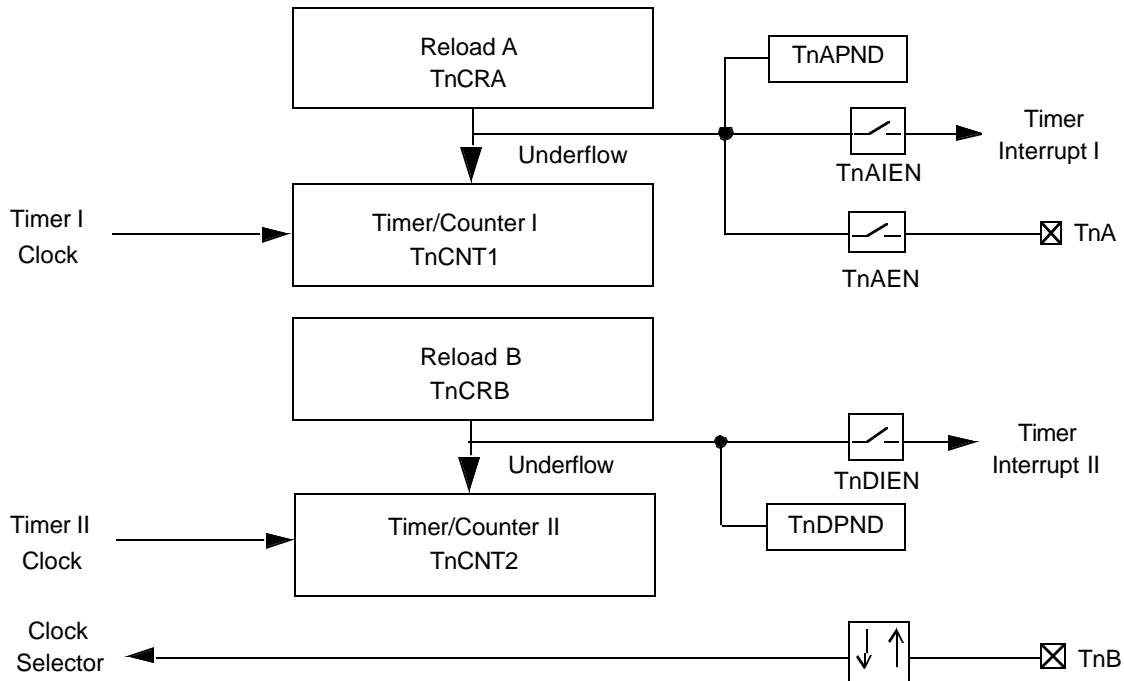 Reload A
TnCRA
TnAPND
Timer
Interrupt I
Underflow
TnAIEN
Timer I
Clock
Timer/Counter I
TnCNT1
TnA
TnAEN
Reload B
TnCRB
Timer
Interrupt II
Underflow
TnDIEN
Timer II
Clock
Timer/Counter II
TnCNT2
TnDPND
Clock
Selector
TnB